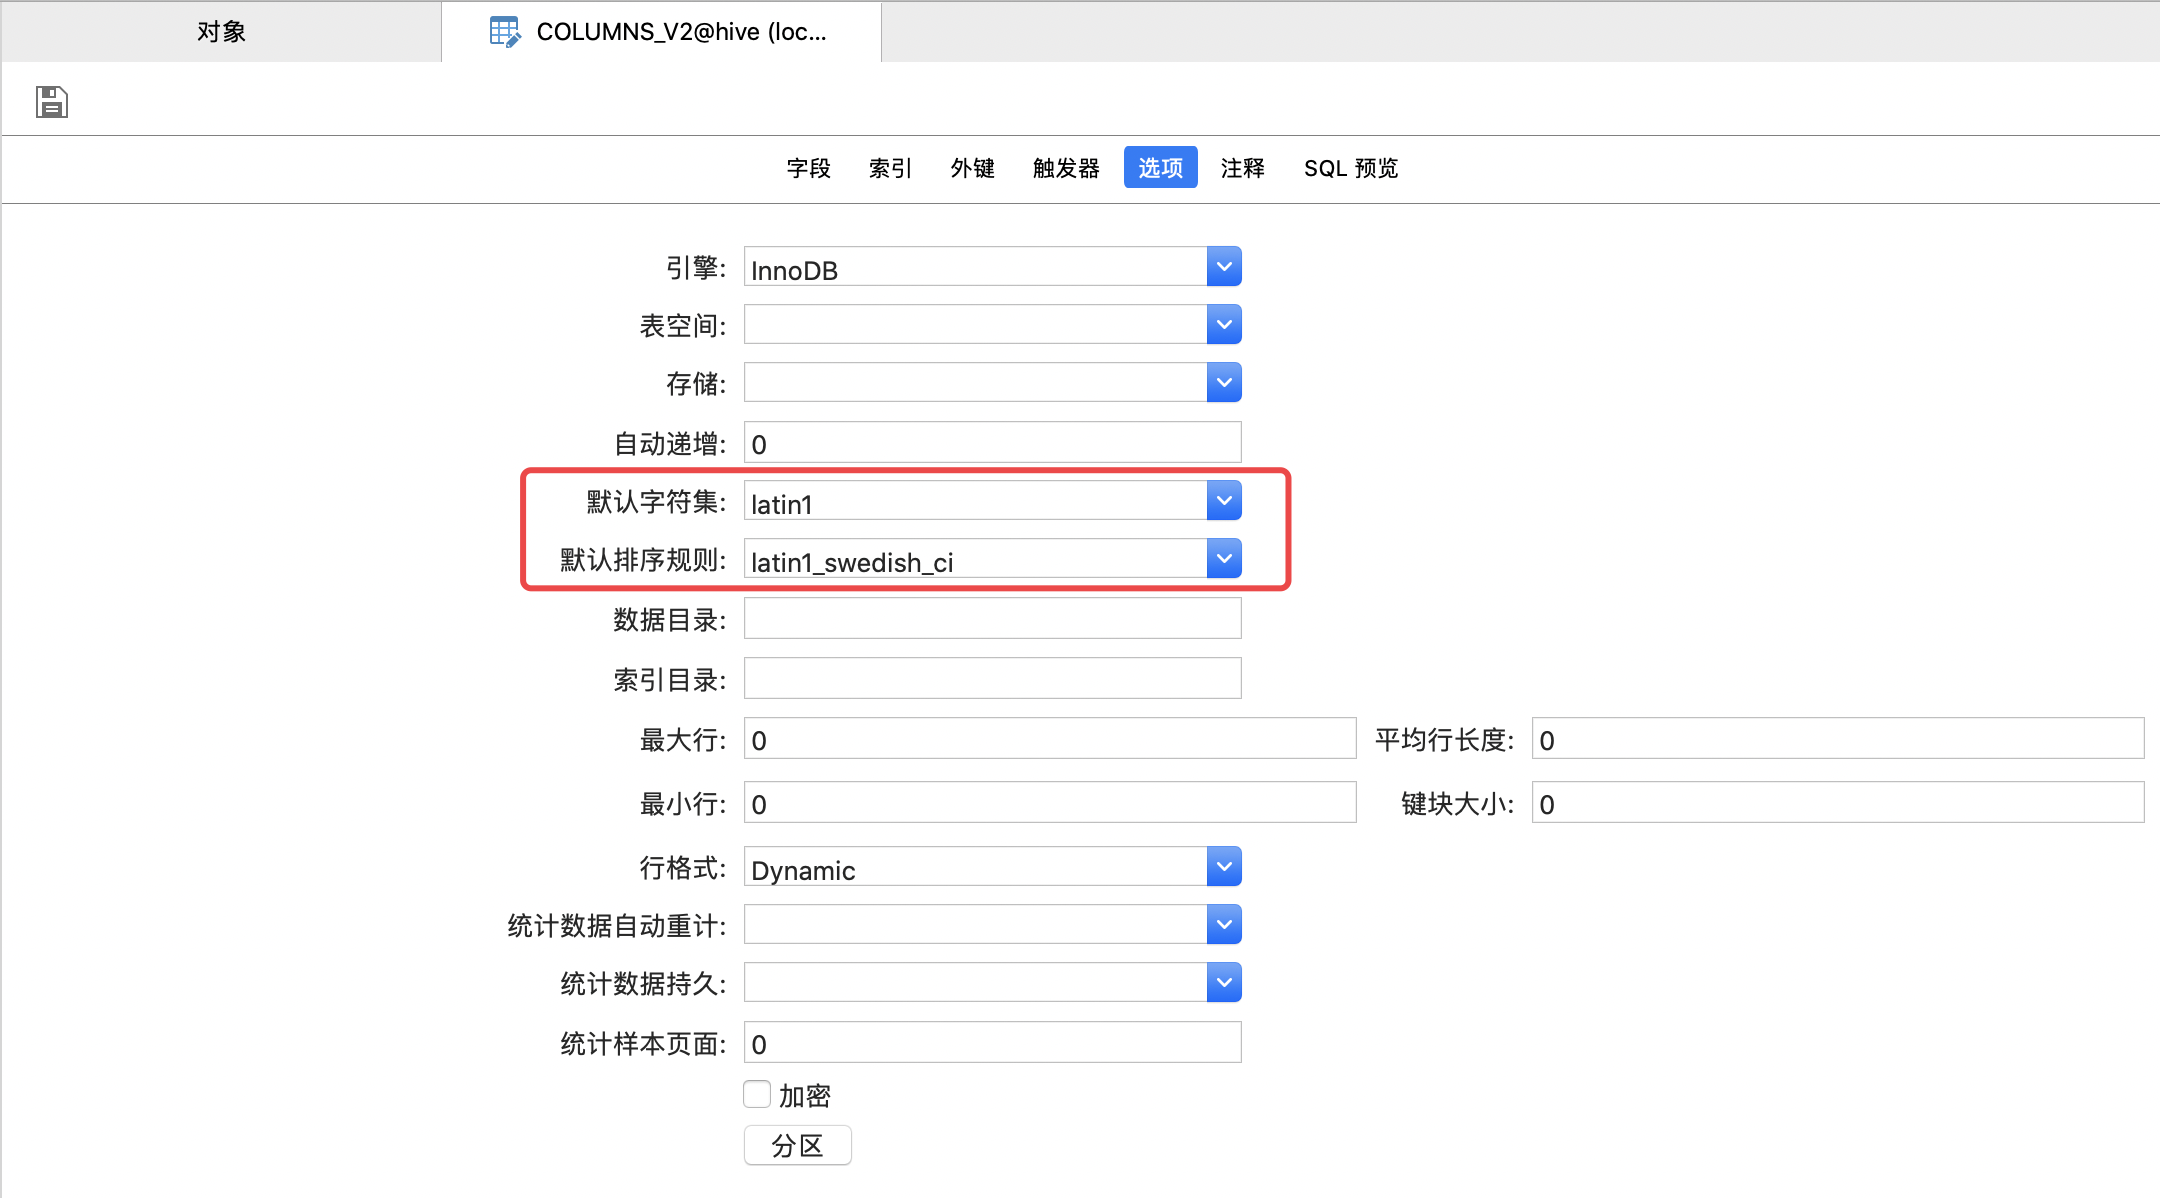 对象
COLUMNS_V2@hive (loc...
字段 索引 外键 触发器 选项 注释 SQL 预览
引擎: InnoDB
表空间:
存储:
自动递增: 0
默认字符集: latin1
默认排序规则: latin1_swedish_ci
数据目录:
索引目录:
最大行: 0 平均行长度: 0
最小行: 0 键块大小: 0
行格式: Dynamic
统计数据自动重计:
统计数据持久:
统计样本页面: 0
加密
分区